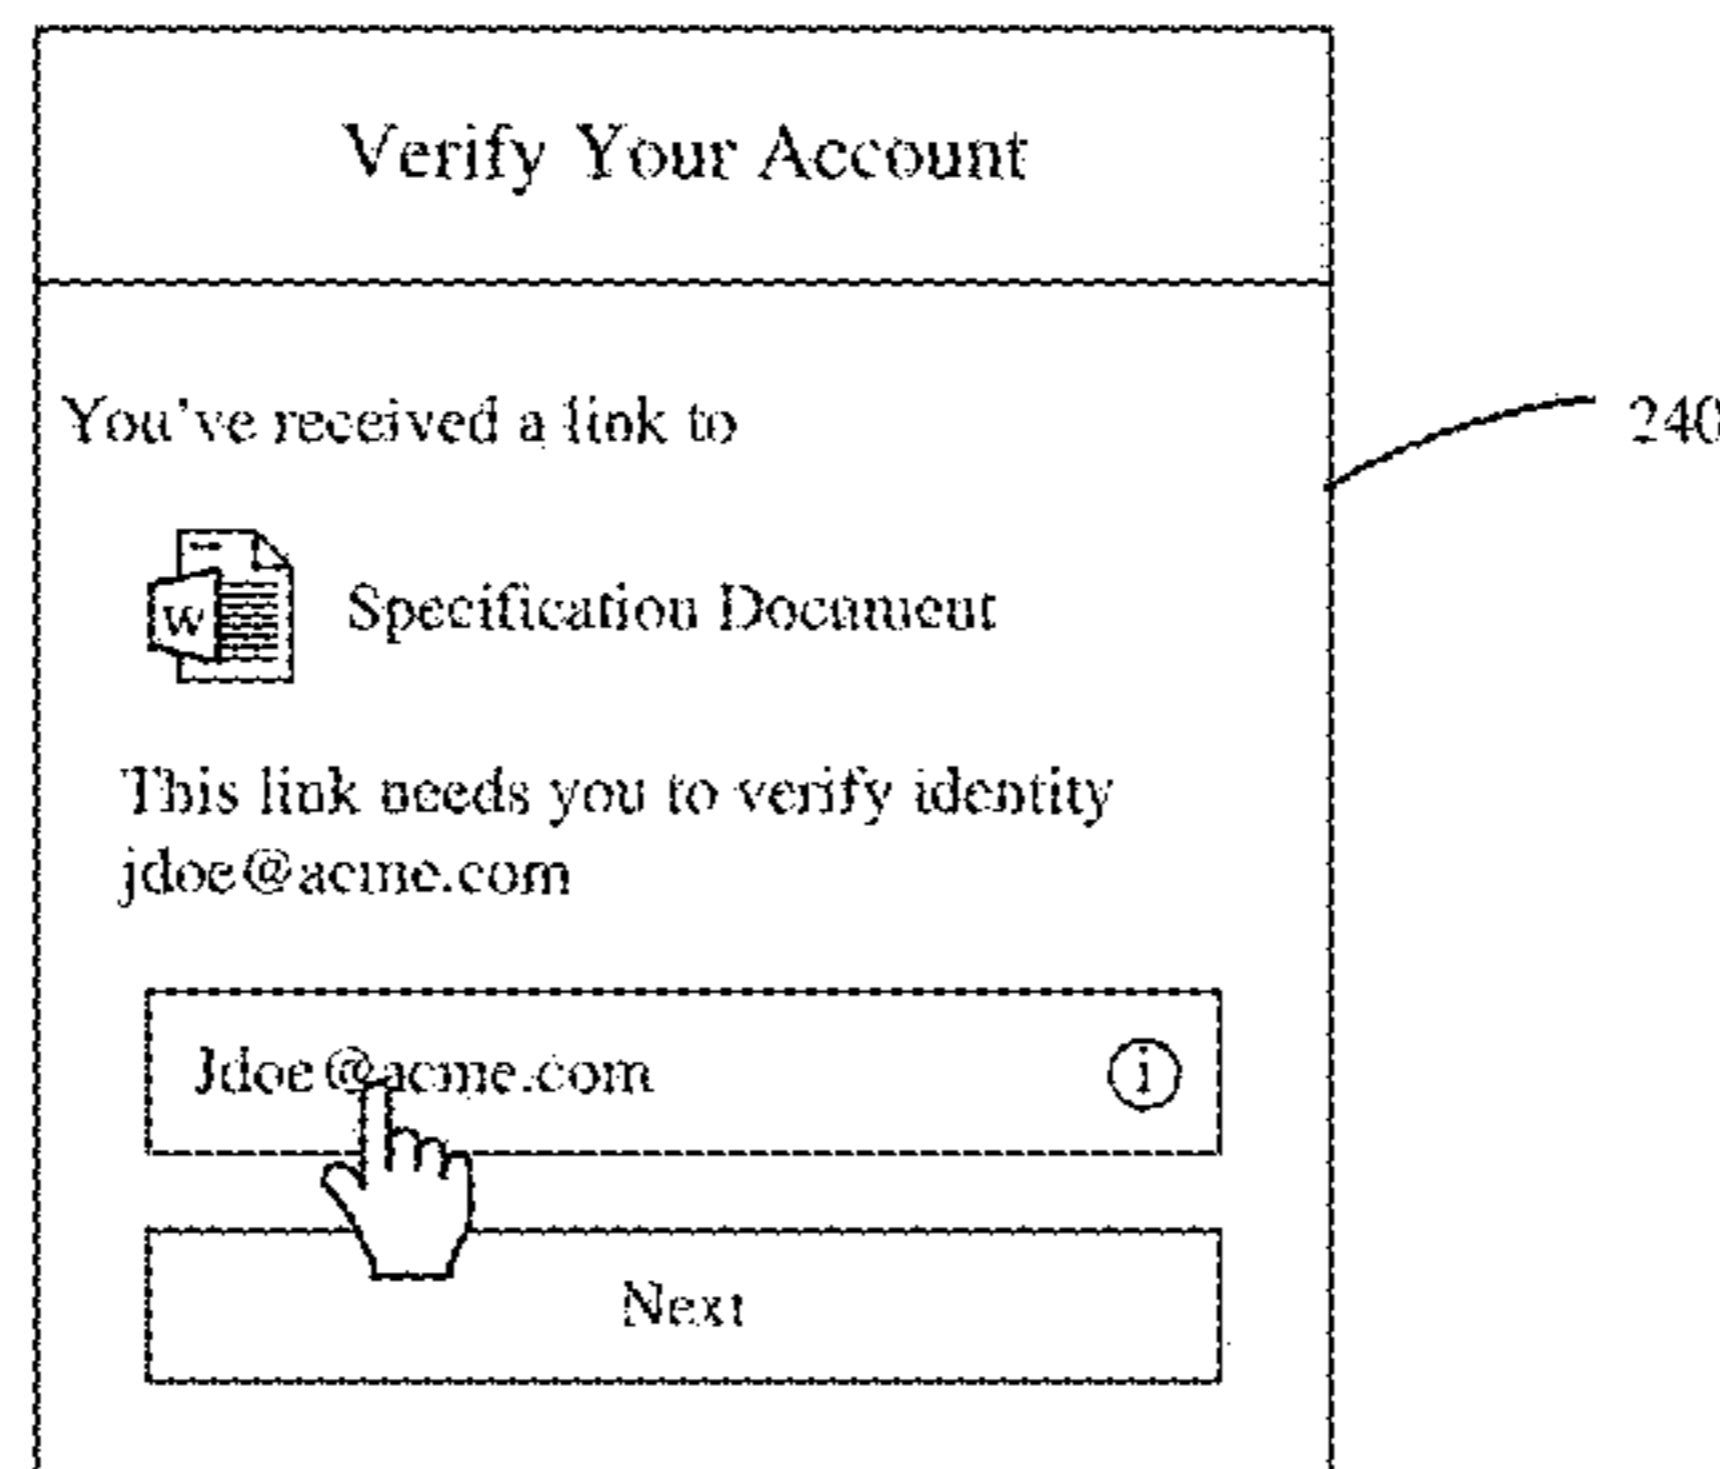 Verify Your Account
You've received a link to
240
W
Specification Document
This link needs you to verify identity
jdoe@acme.com
Jdoe@acme.com
i
Next